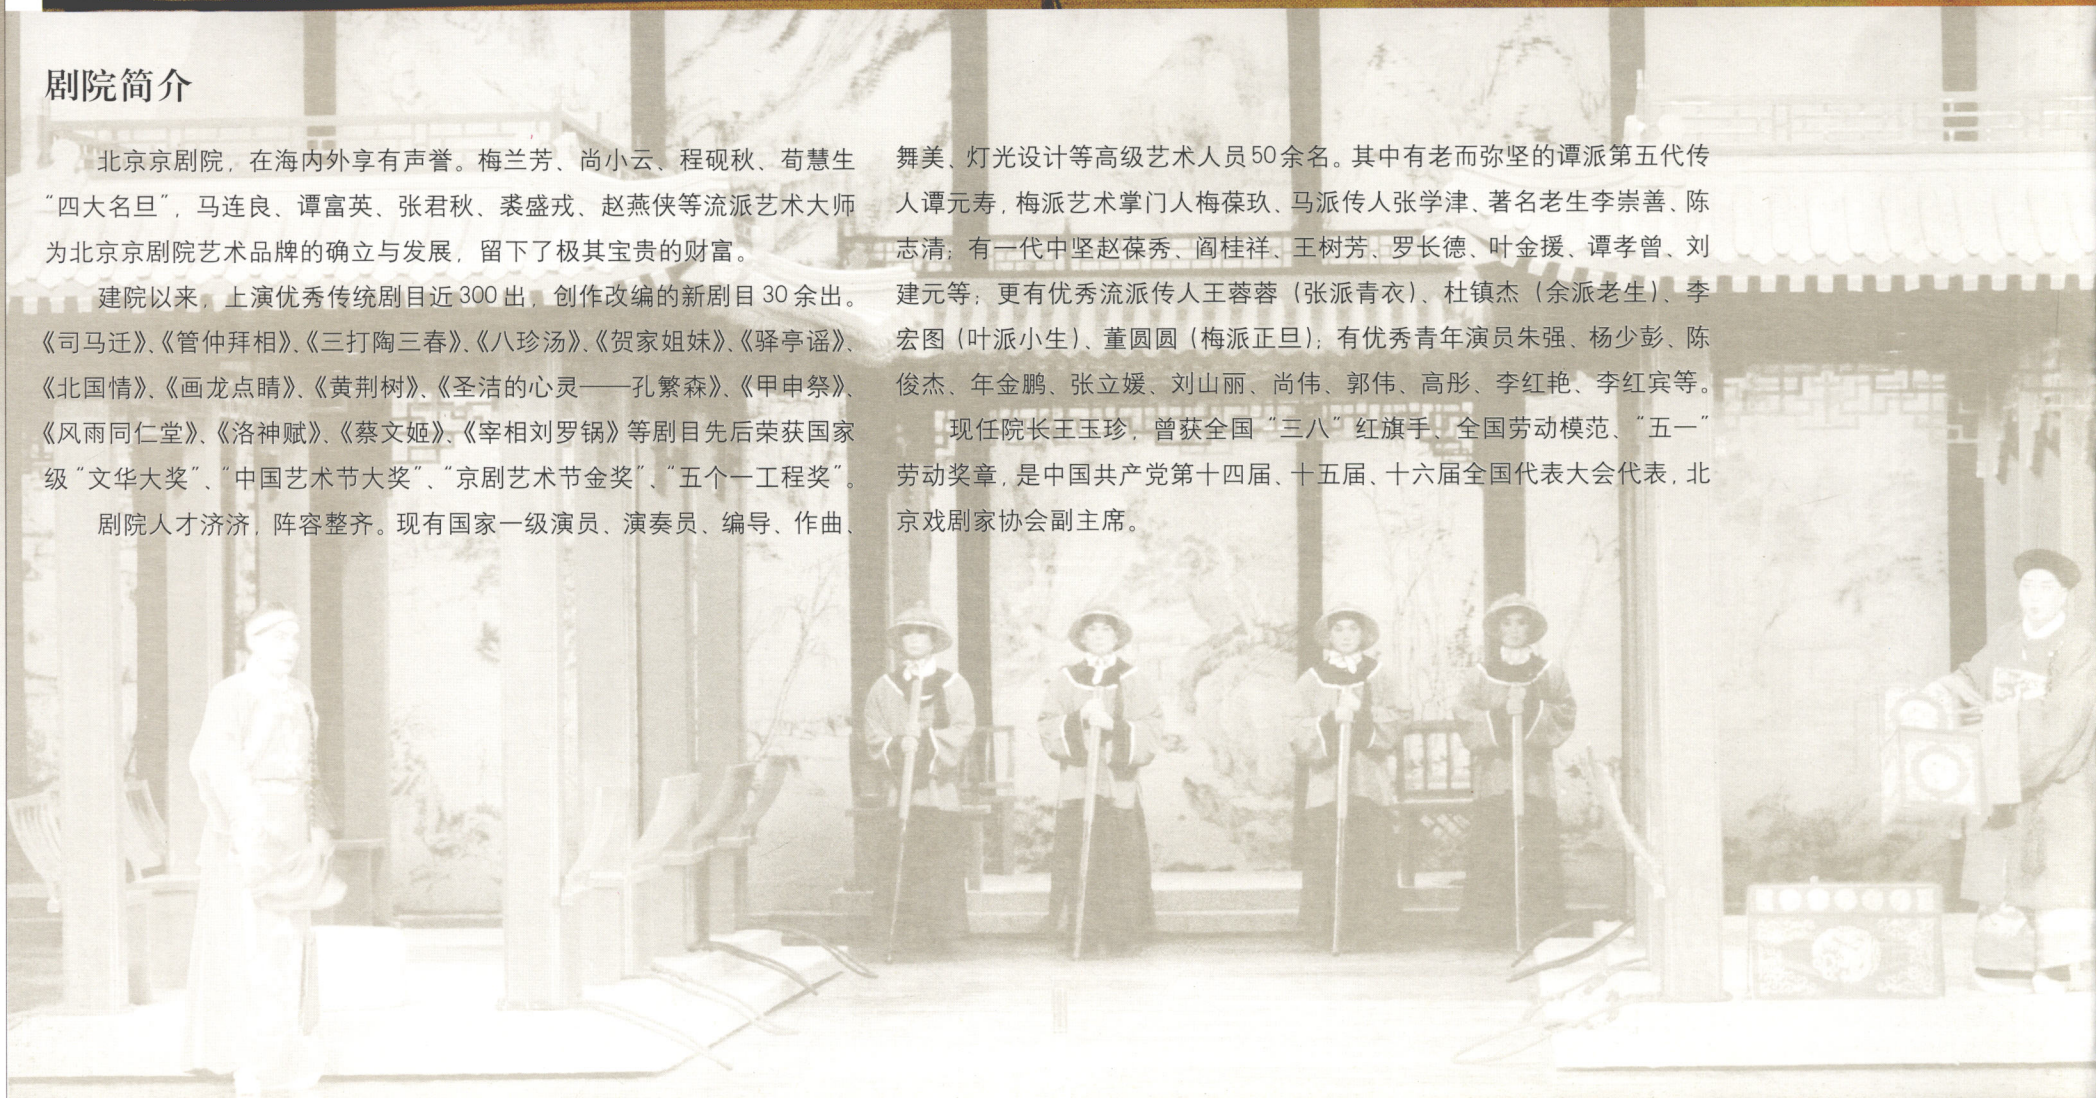 剧院简介
北京京剧院，在海内外享有声誉。梅兰芳、尚小云、程砚秋、荀慧生
“四大名旦”，马连良、谭富英、张君秋、裘盛戎、赵燕侠等流派艺术大师
为北京京剧院艺术品牌的确立与发展，留下了极其宝贵的财富。
建院以来，上演优秀传统剧目近300出，创作改编的新剧目30余出。
《司马迁》、《管仲拜相》、《三打陶三春》、《八珍汤》、《贺家姐妹》、《驿亭谣》、
《北国情》、《画龙点睛》、《黄荆树》、《圣洁的心灵——孔繁森》、《甲申祭》、
《风雨同仁堂》、《洛神赋》、《蔡文姬》、《宰相刘罗锅》等剧目先后荣获国家
级“文华大奖”、“中国艺术节大奖”、“京剧艺术节金奖”、“五个一工程奖”。
剧院人才济济，阵容整齐。现有国家一级演员、演奏员、编导、作曲、
舞美、灯光设计等高级艺术人员50余名。其中有老而弥坚的谭派第五代传
人谭元寿，梅派艺术掌门人梅葆玖、马派传人张学津、著名老生李崇善、陈
志清；有一代中坚赵葆秀、阎桂祥、王树芳、罗长德、叶金援、谭孝曾、刘
建元等；更有优秀流派传人王蓉蓉（张派青衣）、杜镇杰（余派老生）、李
宏图（叶派小生）、董圆圆（梅派正旦）；有优秀青年演员朱强、杨少彭、陈
俊杰、年金鹏、张立媛、刘山丽、尚伟、郭伟、高彤、李红艳、李红宾等。
现任院长王玉珍，曾获全国“三八”红旗手、全国劳动模范、“五一”
劳动奖章，是中国共产党第十四届、十五届、十六届全国代表大会代表，北
京戏剧家协会副主席。